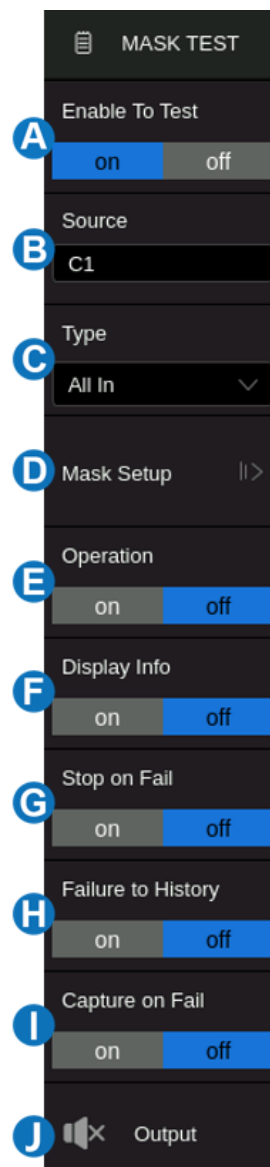 MASK TEST
Enable To Test
A
on off
Source
B
C1
Type
C
All In
D Mask Setup
Operation
E
on off
Display Info
F
on off
Stop on Fail
G
on off
Failure to History
H
on off
Capture on Fail
I
on off
J Output